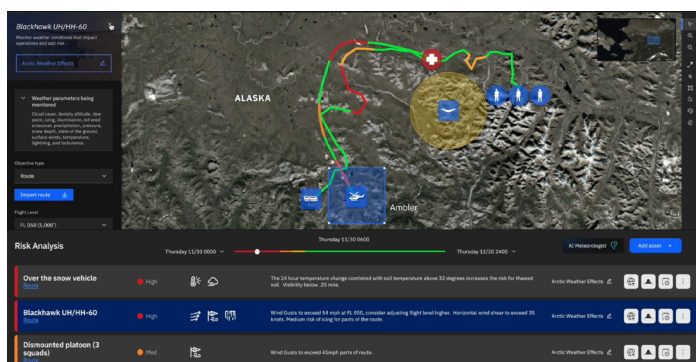 Blackhawk UH/HH-60
Monitor weather conditions that impact
operations and add risk
Arctic Weather Effects
Weather parameters being
monitored
Cloud cover, density altitude, dew
point, icing, illumination, infrared
crossover, precipitation, pressure,
snow depth, state of the ground,
surface winds, temperature,
lightning, and turbulence.
Objective type
Route
Import route
Flight Level
FL 050 (5,000')
ALASKA
Ambler
Risk Analysis
Thursday 11/30 0000
Thursday 11/30 0600
Thursday 11/30 2400
AI Meteorologist
Add asset +
Over the snow vehicle
Route
High
The 24 hour temperature change combined with soil temperature above 32 degrees increases the risk for thawed
soil. Visibility below .25 mile.
Arctic Weather Effects
Blackhawk UH/HH-60
Route
High
Wind Gusts to exceed 54 mph at FL 050, consider adjusting flight level higher. Horizontal wind shear to exceed 35
knots. Medium risk of icing for parts of the route.
Arctic Weather Effects
Dismounted platoon (3
squads)
Route
Med
Wind Gusts to exceed 45mph parts of route.
Arctic Weather Effects